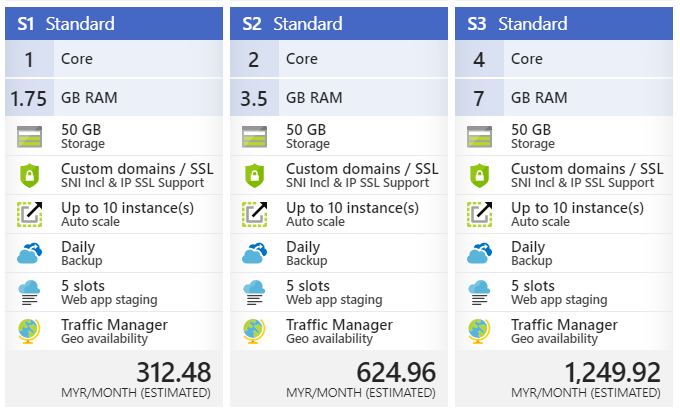 S1 Standard
1 Core
1.75 GB RAM
50 GB
Storage
Custom domains / SSL
SNI Incl & IP SSL Support
Up to 10 instance(s)
Auto scale
Daily
Backup
5 slots
Web app staging
Traffic Manager
Geo availability
312.48
MYR/MONTH (ESTIMATED)
S2 Standard
2 Core
3.5 GB RAM
50 GB
Storage
Custom domains / SSL
SNI Incl & IP SSL Support
Up to 10 instance(s)
Auto scale
Daily
Backup
5 slots
Web app staging
Traffic Manager
Geo availability
624.96
MYR/MONTH (ESTIMATED)
S3 Standard
4 Core
7 GB RAM
50 GB
Storage
Custom domains / SSL
SNI Incl & IP SSL Support
Up to 10 instance(s)
Auto scale
Daily
Backup
5 slots
Web app staging
Traffic Manager
Geo availability
1,249.92
MYR/MONTH (ESTIMATED)